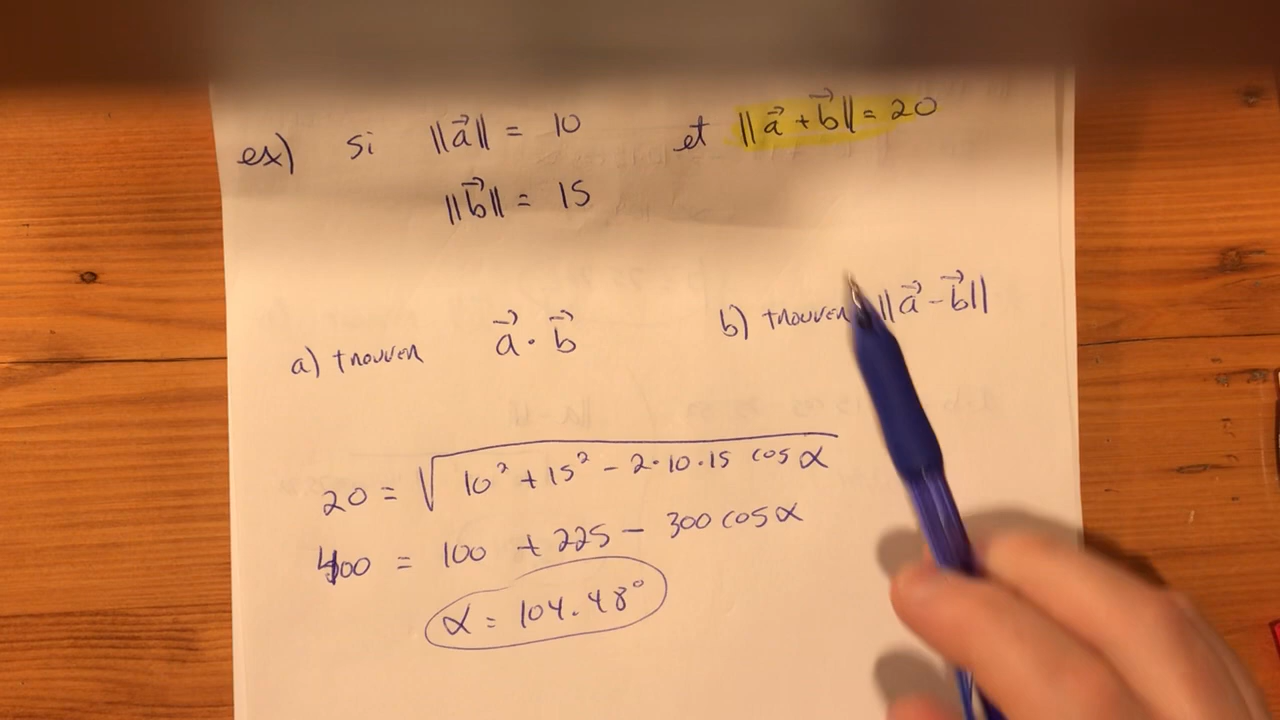 ex) si ||a⃗|| = 10 et ||a⃗ + b⃗|| = 20
||b⃗|| = 15
a) trouver a⃗ · b⃗ b) trouver ||a⃗ - b⃗||
20 = √(10² + 15² - 2·10·15 cos α)
400 = 100 + 225 - 300 cos α
α = 104.48°